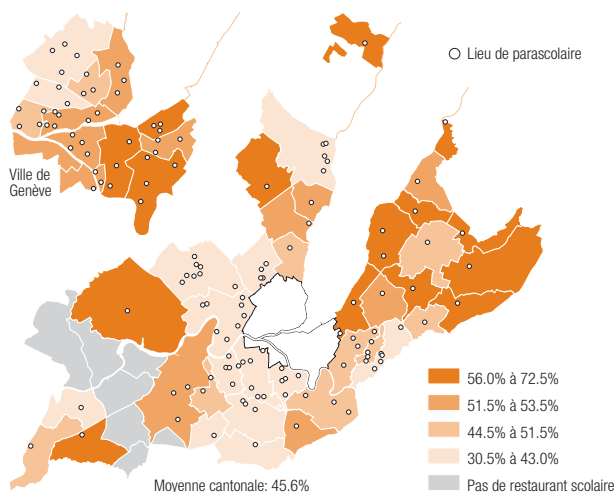 Lieu de parascolaire
Ville de
Genève
56.0% à 72.5%
51.5% à 53.5%
44.5% à 51.5%
30.5% à 43.0%
Pas de restaurant scolaire
Moyenne cantonale: 45.6%